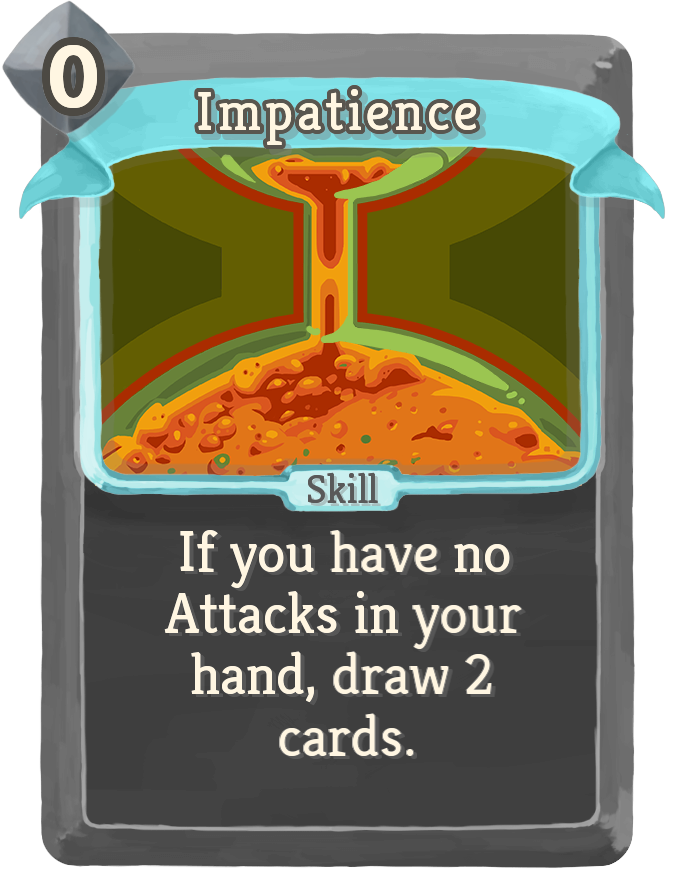 0
Impatience
Skill
If you have no
Attacks in your
hand, draw 2
cards.